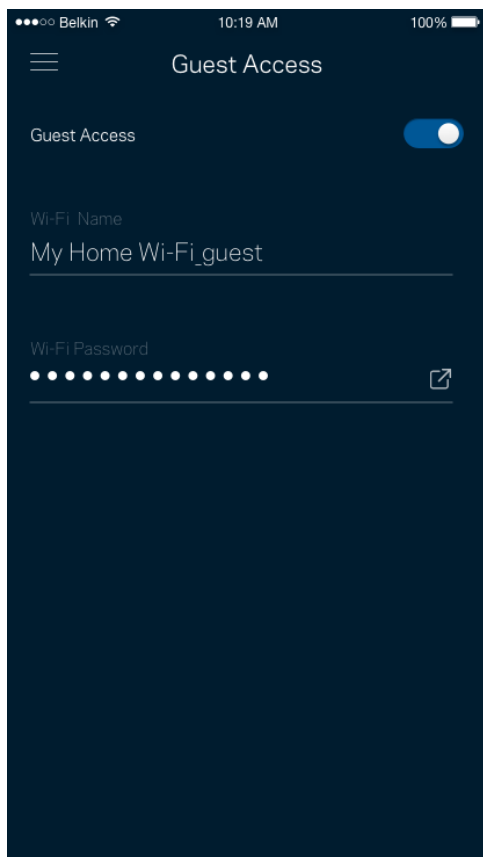 Belkin 10:19 AM 100%
Guest Access
Guest Access
Wi-Fi Name
My Home Wi-Fi_guest
Wi-Fi Password
●●●●●●●●●●●●●●